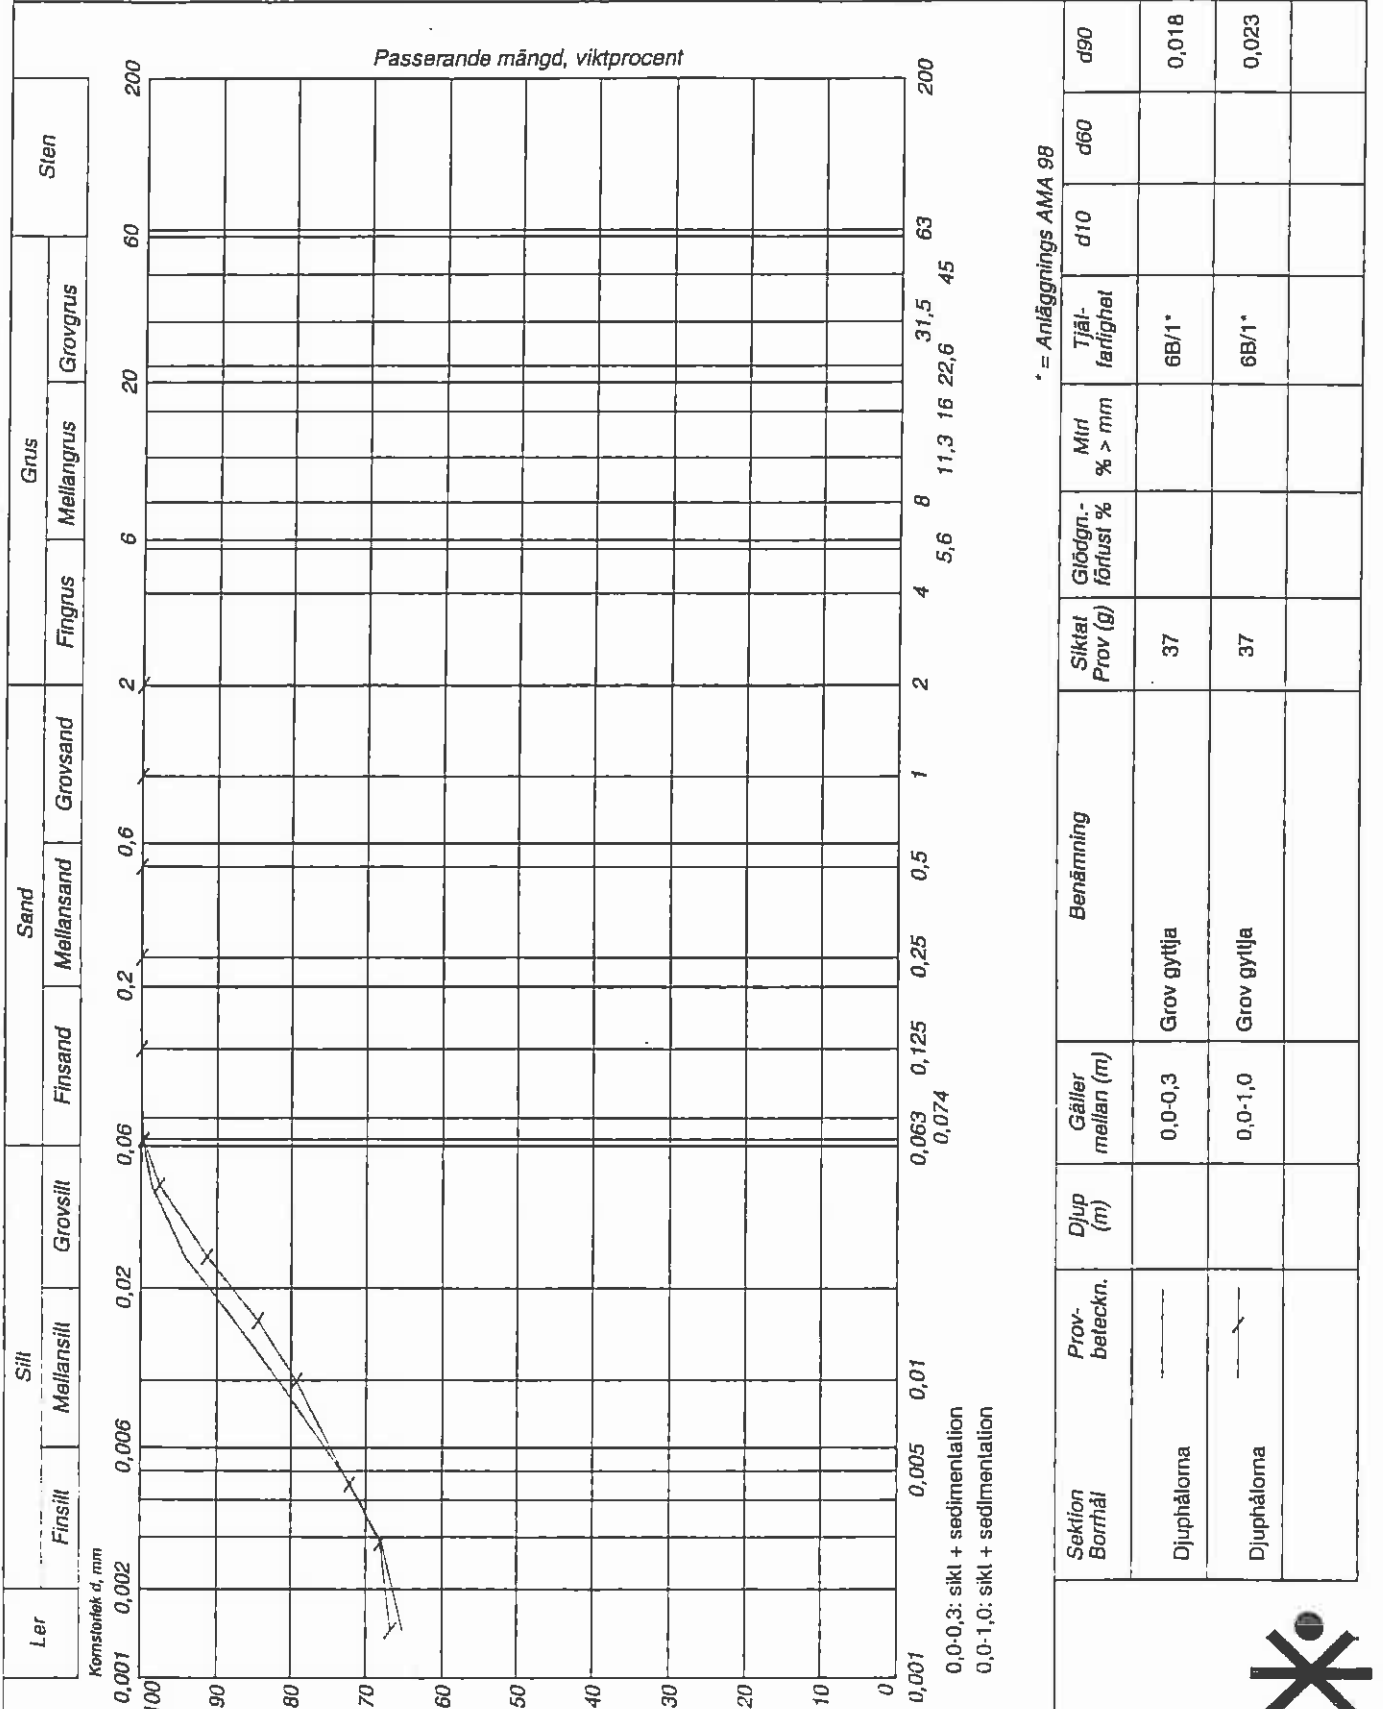 Ler Silt Sand Grus Sten
Finsilt Mellansilt Grovsilt Finsand Mellansand Grovsand Fingrus Mellangrus Grovgrus
Kornstorlek d, mm
0,001 0,002 0,006 0,02 0,06 0,2 0,6 2 6 20 60 200
Passerande mängd, viktprocent
100
90
80
70
60
50
40
30
20
10
0
0,001 0,005 0,01 0,063 0,125 0,25 0,5 1 2 4 8 11,3 16 31,5 63 200
0,074 5,6 22,6 45
0,0-0,3: sikt + sedimentation
0,0-1,0: sikt + sedimentation
* = Anläggnings AMA 98
Sektion Borrhål Prov-beteckn. Djup (m) Gäller mellan (m) Benämning Siktat Prov (g) Glödgn.-förlust % Mtrl % > mm Tjäl-farlighet d10 d60 d90
Djuphålorna 0,0-0,3 Grov gyttja 37 6B/1* 0,018
Djuphålorna 0,0-1,0 Grov gyttja 37 6B/1* 0,023